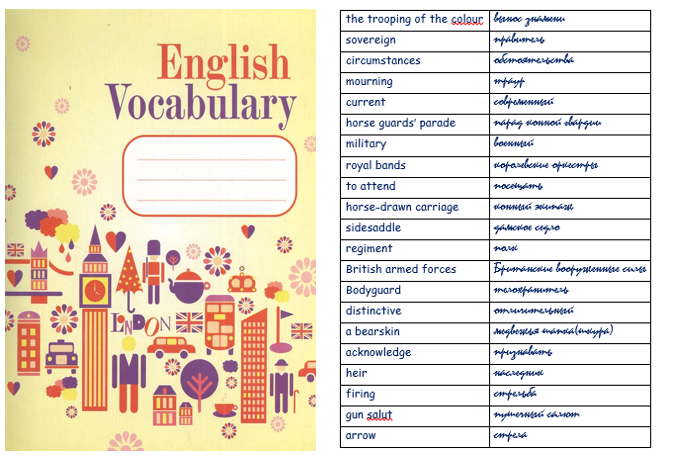 English
Vocabulary
LONDON
the trooping of the colour вынос знамени
sovereign правитель
circumstances обстоятельства
mourning траур
current современный
horse guards' parade парад конной гвардии
military военный
royal bands королевские оркестры
to attend посещать
horse-drawn carriage конный экипаж
sidesaddle дамское седло
regiment полк
British armed forces Британские вооруженные силы
Bodyguard телохранитель
distinctive отличительный
a bearskin медвежья шапка(шкура)
acknowledge признавать
heir наследник
firing стрельба
gun salut пушечный салют
arrow стрела